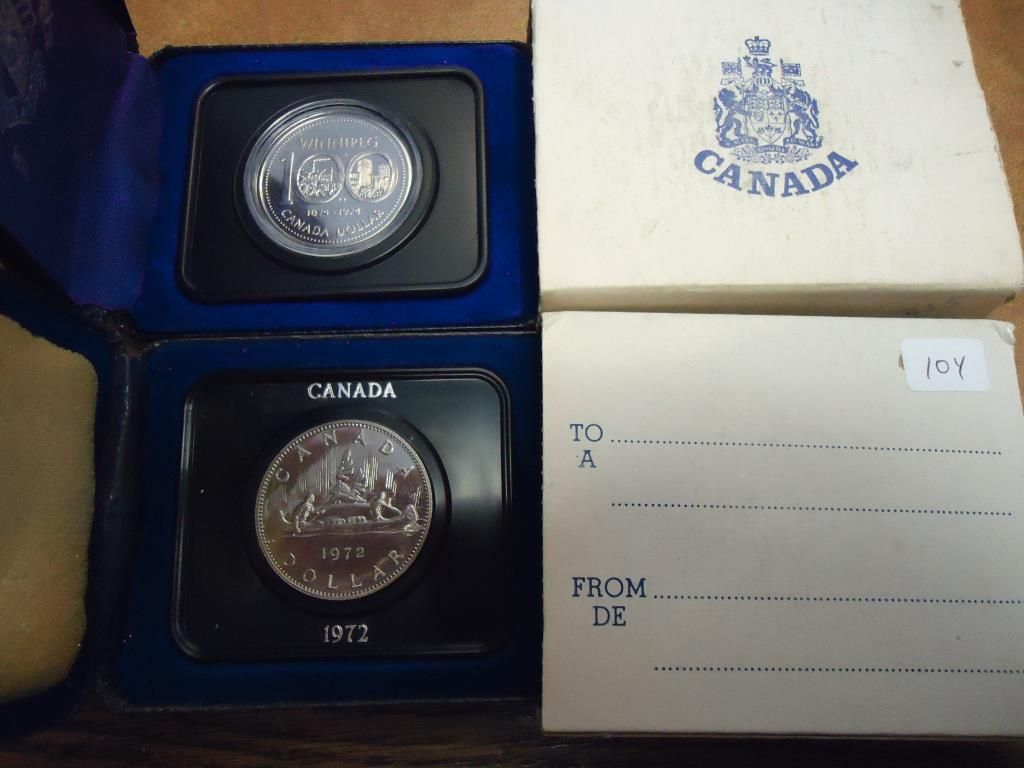 WINNIPEG
100
1874-1974
CANADA DOLLAR
CANADA
CANADA
1972
DOLLAR
1972
CANADA
104
TO
A
FROM
DE